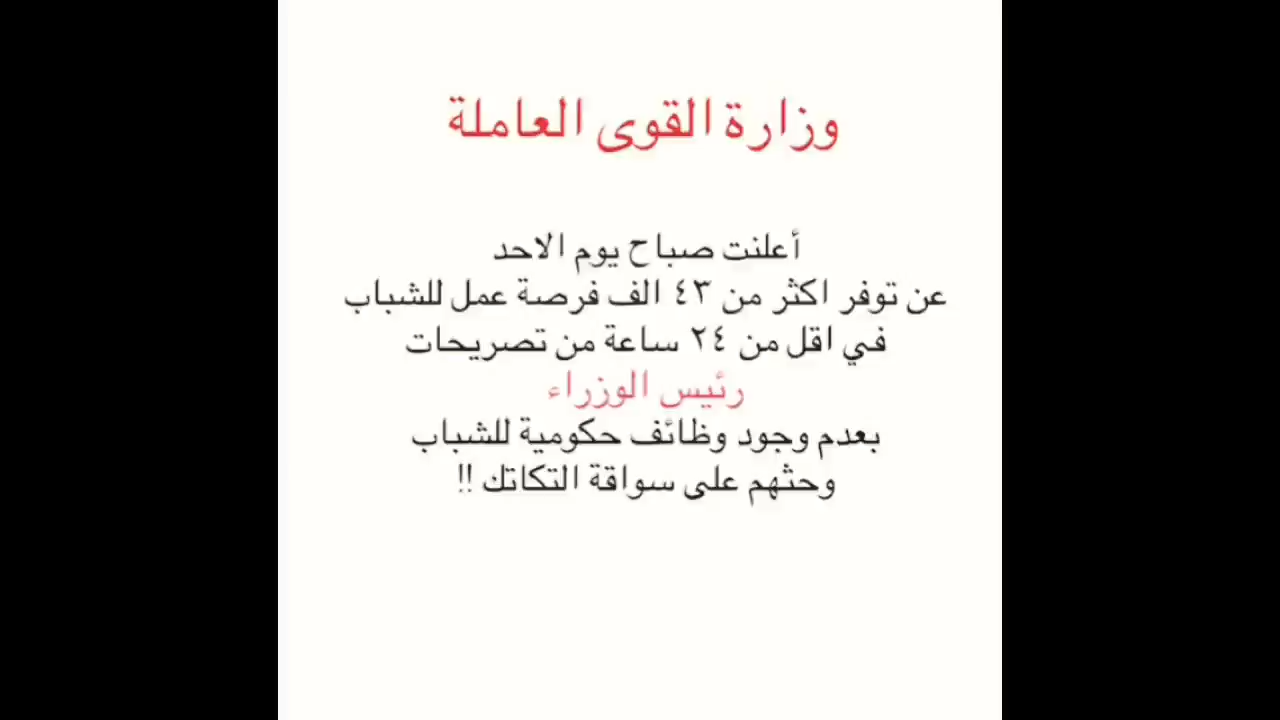 وزارة القوى العاملة
أعلنت صباح يوم الاحد
عن توفر اكثر من ٤٣ الف فرصة عمل للشباب
في اقل من ٢٤ ساعة من تصريحات
رئيس الوزراء
بعدم وجود وظائف حكومية للشباب
وحثهم على سواقة التكاتك !!